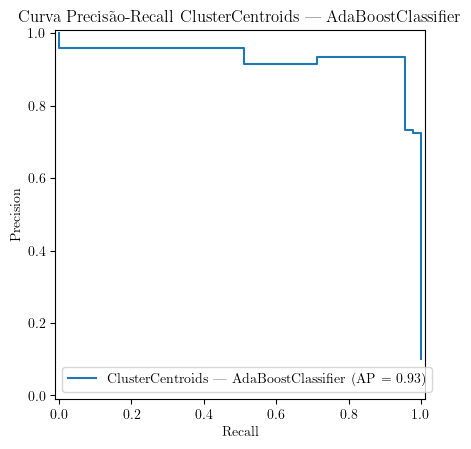 Curva Precisão-Recall ClusterCentroids — AdaBoostClassifier
1.0
0.8
0.6
0.4
0.2
0.0
Precision
ClusterCentroids — AdaBoostClassifier (AP = 0.93)
0.0 0.2 0.4 0.6 0.8 1.0
Recall